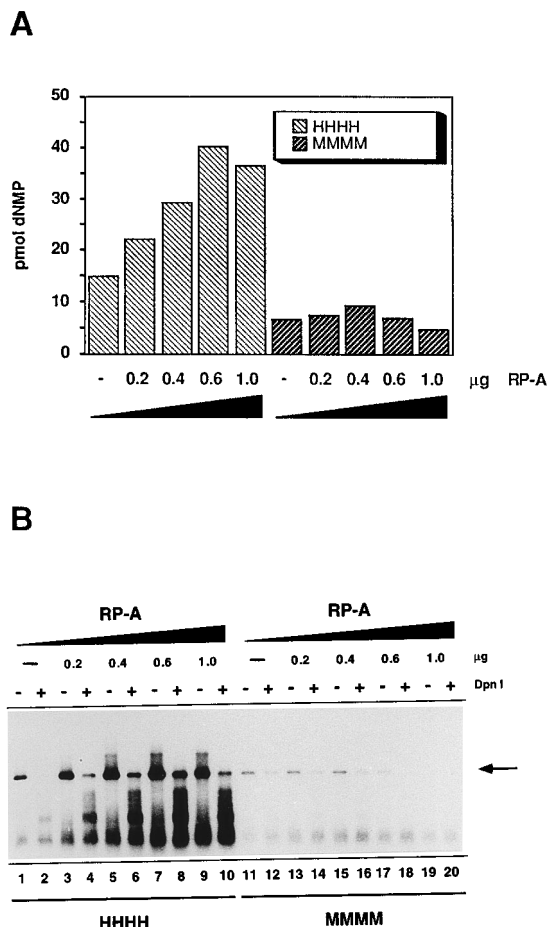 A
50
40
30
20
10
0
pmol dNMP
HHHH
MMMM
- 0.2 0.4 0.6 1.0 - 0.2 0.4 0.6 1.0 µg RP-A
B
RP-A RP-A
– 0.2 0.4 0.6 1.0 – 0.2 0.4 0.6 1.0 µg
- + - + - + - + - + - + - + - + - + - + Dpn I
1 2 3 4 5 6 7 8 9 10 11 12 13 14 15 16 17 18 19 20
HHHH MMMM